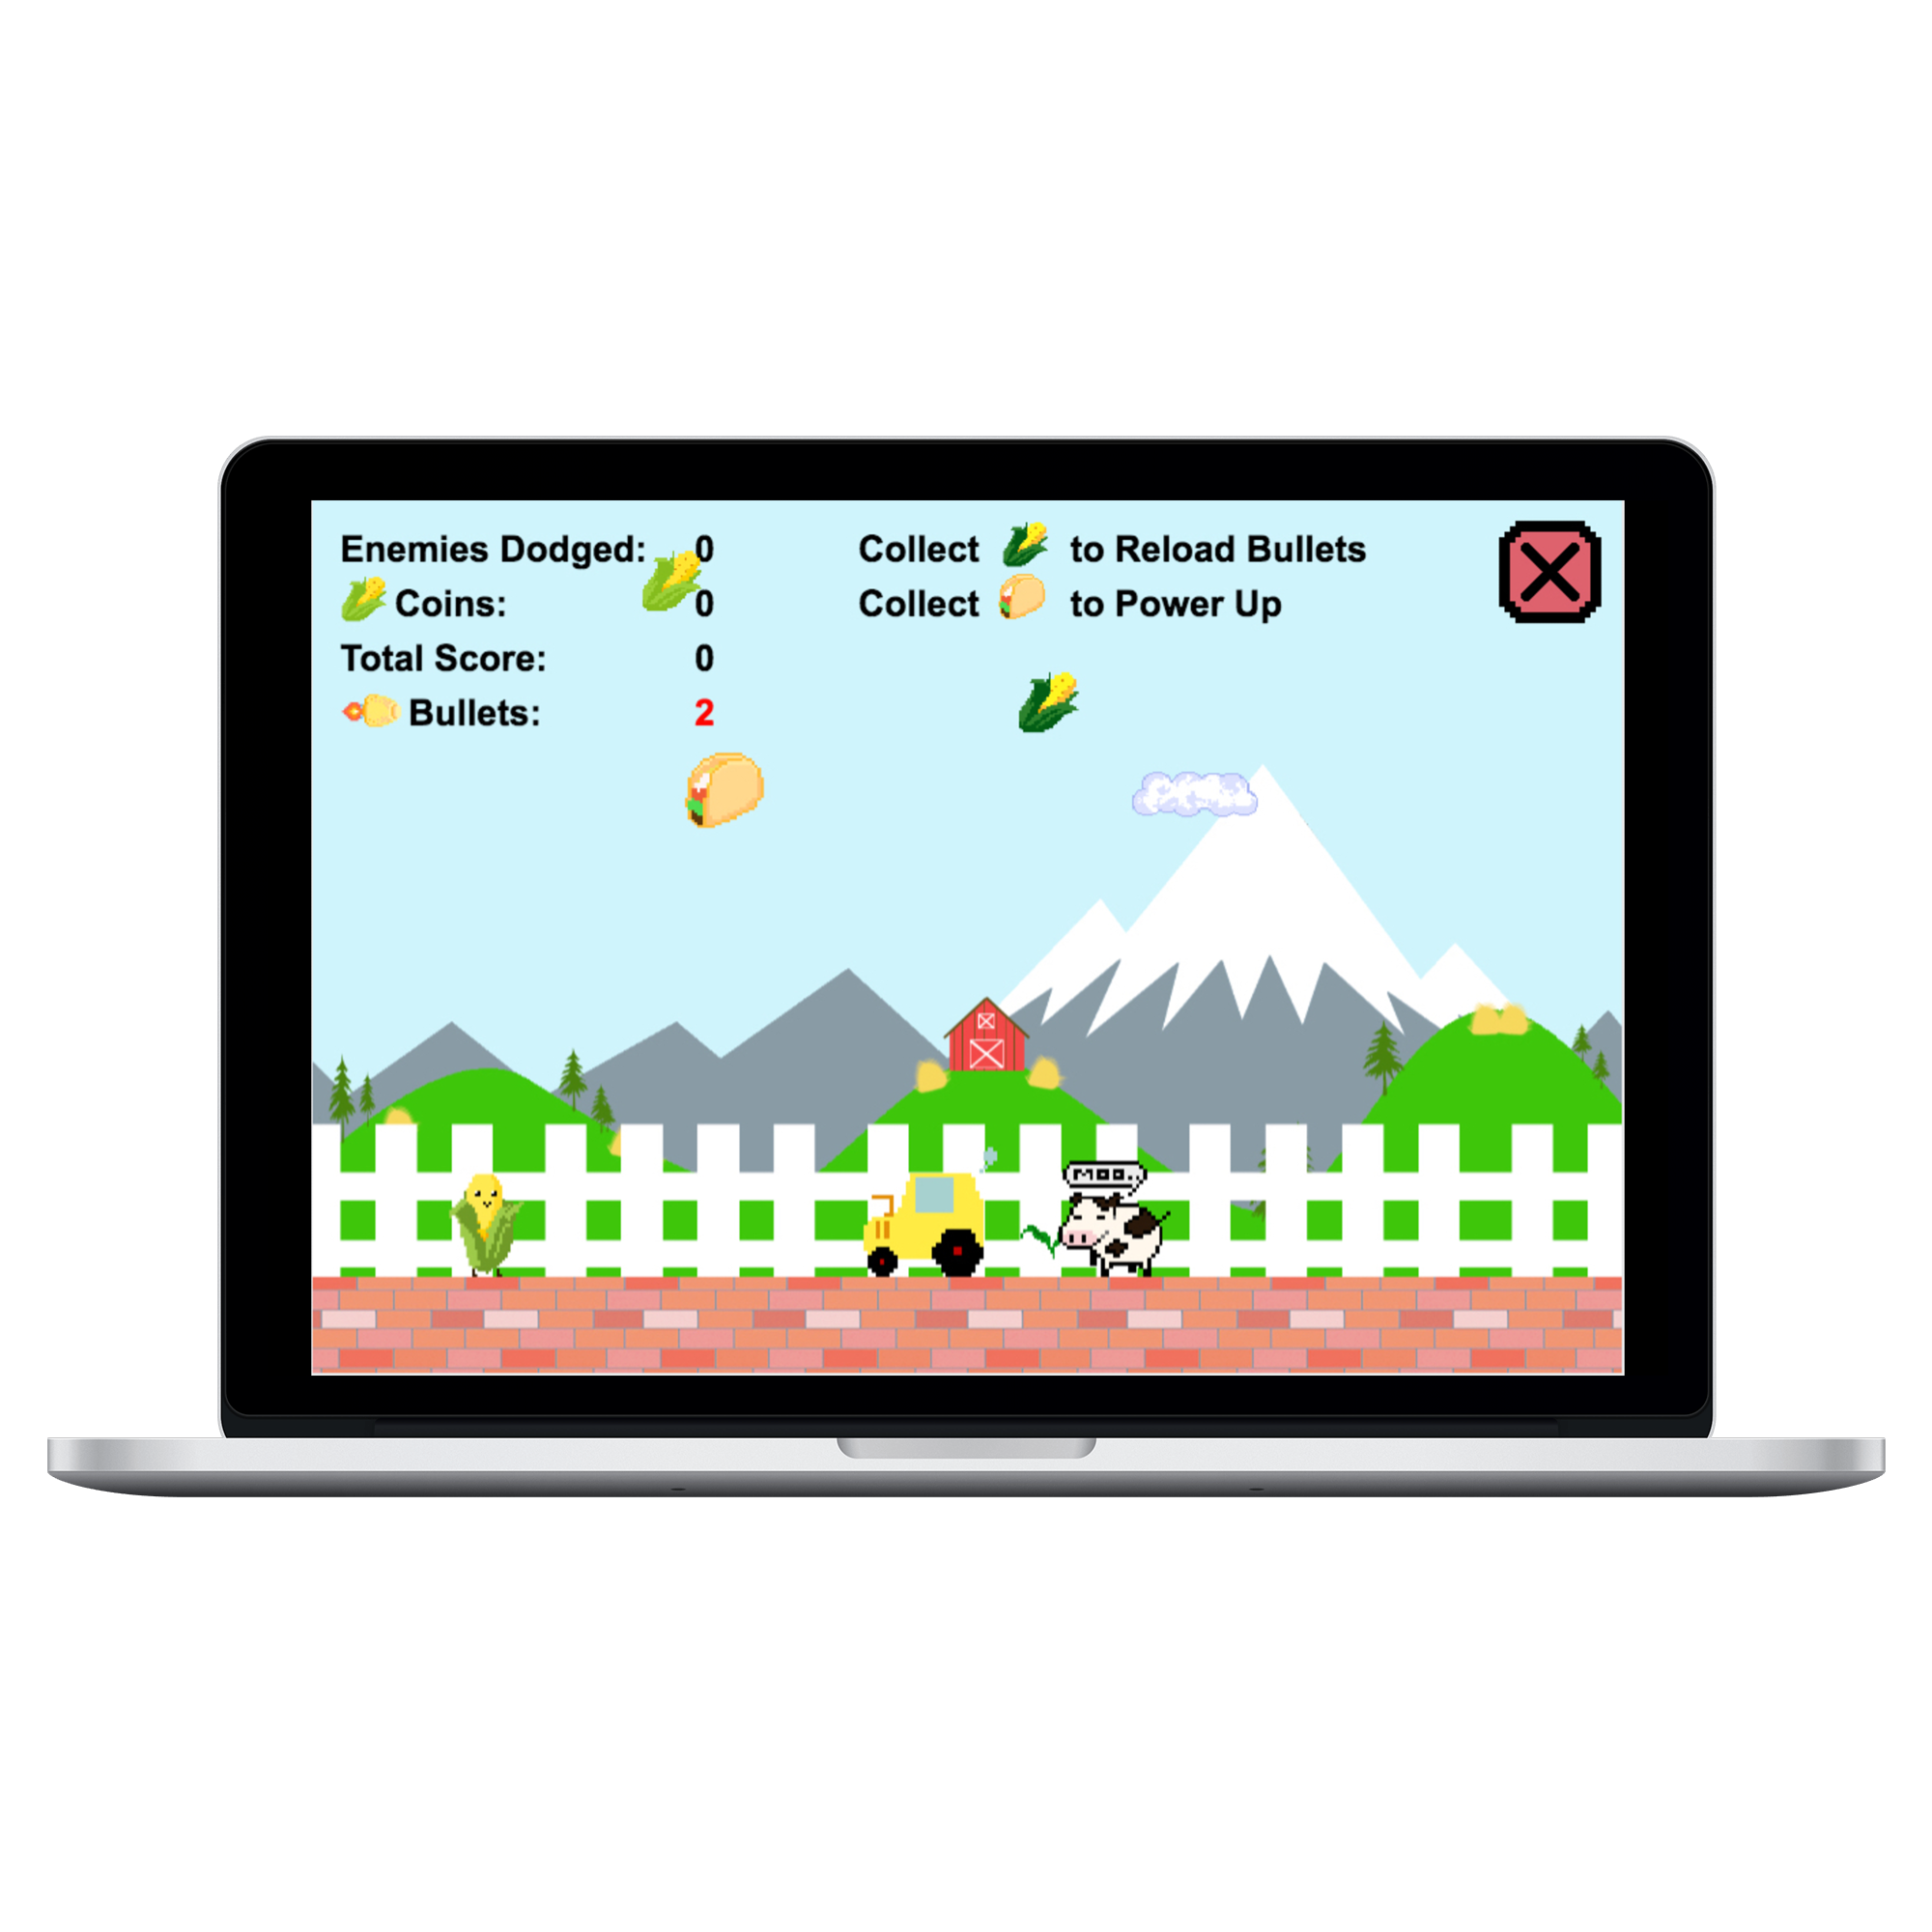 Enemies Dodged: 0
Coins: 0
Total Score: 0
Bullets: 2
Collect to Reload Bullets
Collect to Power Up
MOO.